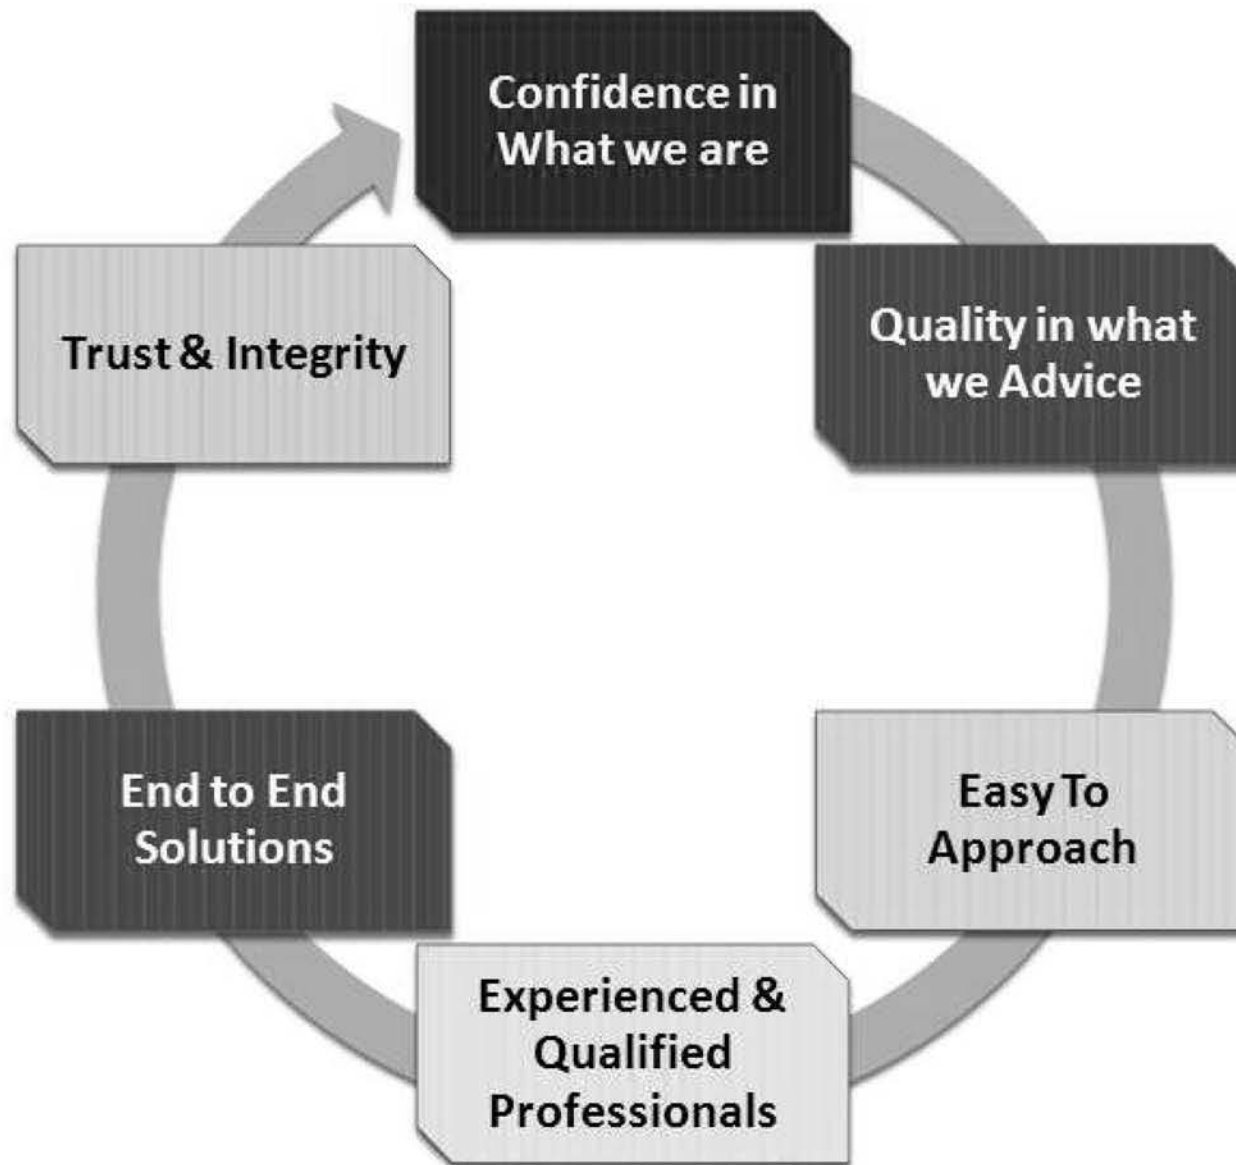 Confidence in
What we are
Quality in what
we Advice
Easy To
Approach
Experienced &
Qualified
Professionals
End to End
Solutions
Trust & Integrity